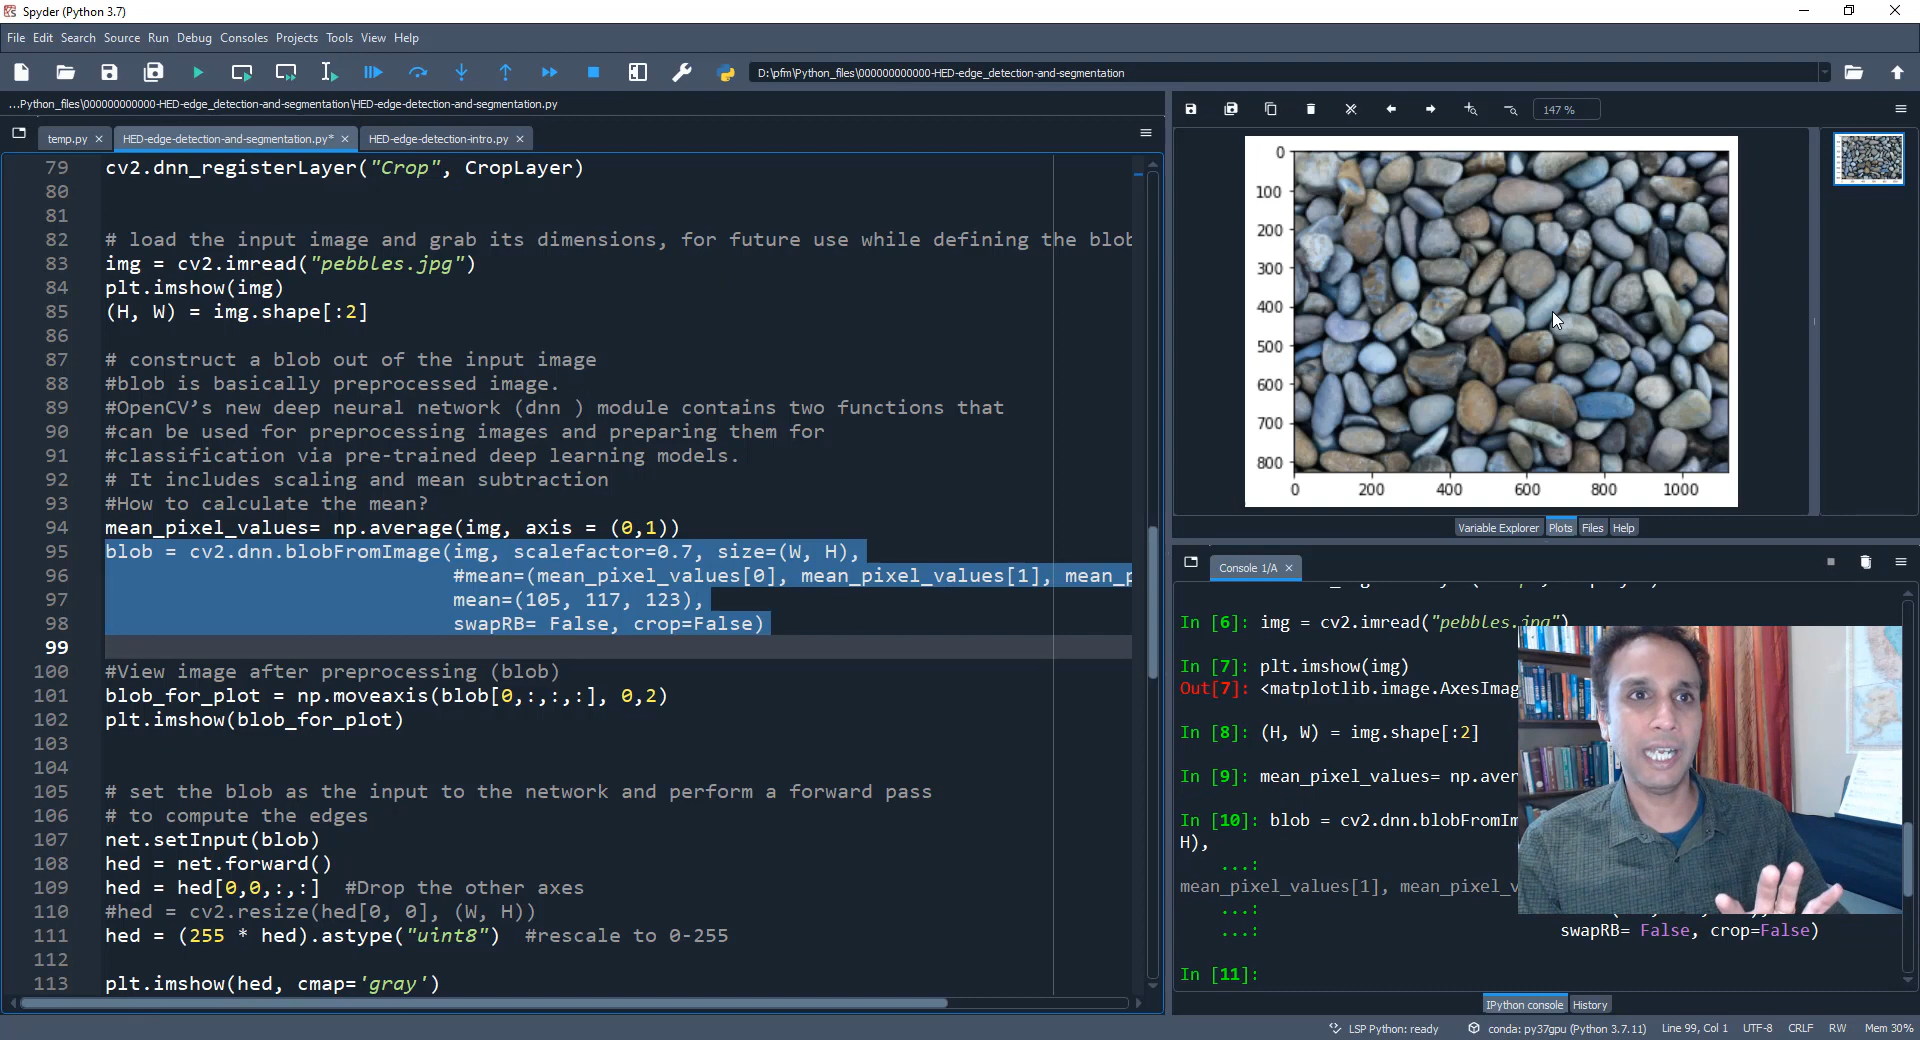 Spyder (Python 3.7)
File Edit Search Source Run Debug Consoles Projects Tools View Help
D:\pfm\Python_files\000000000000-HED-edge_detection-and-segmentation
...Python_files\000000000000-HED-edge_detection-and-segmentation\HED-edge-detection-and-segmentation.py
temp.py HED-edge-detection-and-segmentation.py* HED-edge-detection-intro.py
79 cv2.dnn_registerLayer("Crop", CropLayer)
80
81
82 # load the input image and grab its dimensions, for future use while defining the blob
83 img = cv2.imread("pebbles.jpg")
84 plt.imshow(img)
85 (H, W) = img.shape[:2]
86
87 # construct a blob out of the input image
88 #blob is basically preprocessed image.
89 #OpenCV’s new deep neural network (dnn ) module contains two functions that
90 #can be used for preprocessing images and preparing them for
91 #classification via pre-trained deep learning models.
92 # It includes scaling and mean subtraction
93 #How to calculate the mean?
94 mean_pixel_values= np.average(img, axis = (0,1))
95 blob = cv2.dnn.blobFromImage(img, scalefactor=0.7, size=(W, H),
96 #mean=(mean_pixel_values[0], mean_pixel_values[1], mean_p
97 mean=(105, 117, 123),
98 swapRB= False, crop=False)
99
100 #View image after preprocessing (blob)
101 blob_for_plot = np.moveaxis(blob[0,:,:,:], 0,2)
102 plt.imshow(blob_for_plot)
103
104
105 # set the blob as the input to the network and perform a forward pass
106 # to compute the edges
107 net.setInput(blob)
108 hed = net.forward()
109 hed = hed[0,0,:,:] #Drop the other axes
110 #hed = cv2.resize(hed[0, 0], (W, H))
111 hed = (255 * hed).astype("uint8") #rescale to 0-255
112
113 plt.imshow(hed, cmap='gray')
147 %
0
100
200
300
400
500
600
700
800
0 200 400 600 800 1000
Variable Explorer Plots Files Help
Console 1/A
In [6]: img = cv2.imread("pebbles.jpg")
In [7]: plt.imshow(img)
Out[7]: <matplotlib.image.AxesImag
In [8]: (H, W) = img.shape[:2]
In [9]: mean_pixel_values= np.aver
In [10]: blob = cv2.dnn.blobFromIm
H),
...:
mean_pixel_values[1], mean_pixel_v
...:
...: swapRB= False, crop=False)
In [11]:
IPython console History
LSP Python: ready conda: py37gpu (Python 3.7.11) Line 99, Col 1 UTF-8 CRLF RW Mem 30%